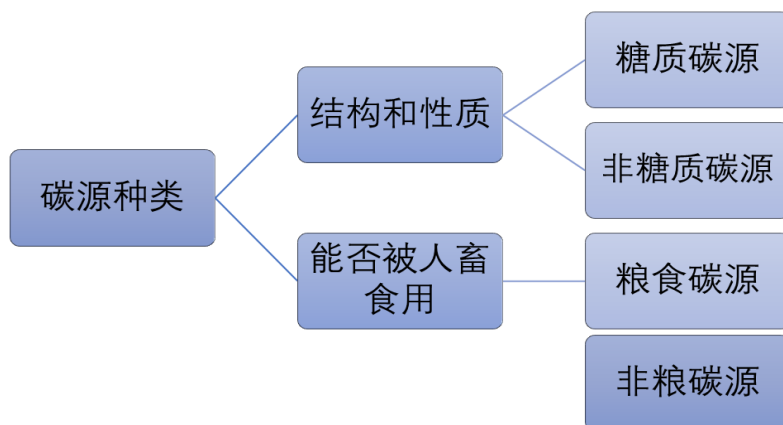 碳源种类
结构和性质
糖质碳源
非糖质碳源
能否被人畜
食用
粮食碳源
非粮碳源